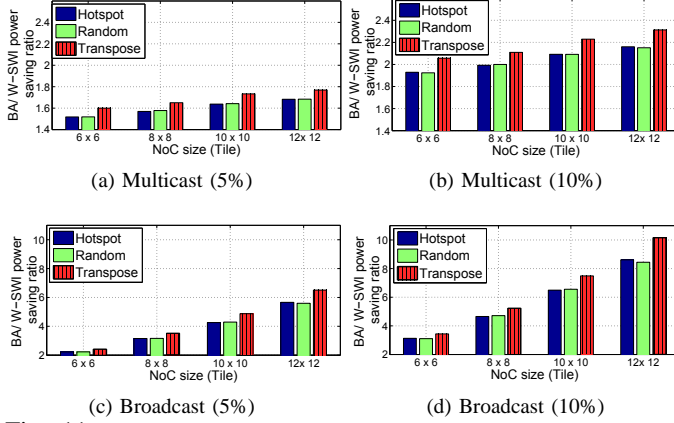 BA/ W−SWI power
saving ratio
2.4
2.2
2
1.8
1.6
1.4
Hotspot
Random
Transpose
6 x 6
8 x 8
10 x 10
12x 12
NoC size (Tile)
(a) Multicast (5%)
BA/ W−SWI power
saving ratio
2.4
2.2
2
1.8
1.6
1.4
Hotspot
Random
Transpose
6 x 6
8 x 8
10 x 10
12x 12
NoC size (Tile)
(b) Multicast (10%)
BA/ W−SWI power
saving ratio
10
8
6
4
2
Hotspot
Random
Transpose
6 x 6
8 x 8
10 x 10
12x 12
NoC size (Tile)
(c) Broadcast (5%)
BA/ W−SWI power
saving ratio
10
8
6
4
2
Hotspot
Random
Transpose
6 x 6
8 x 8
10 x 10
12x 12
NoC size (Tile)
(d) Broadcast (10%)